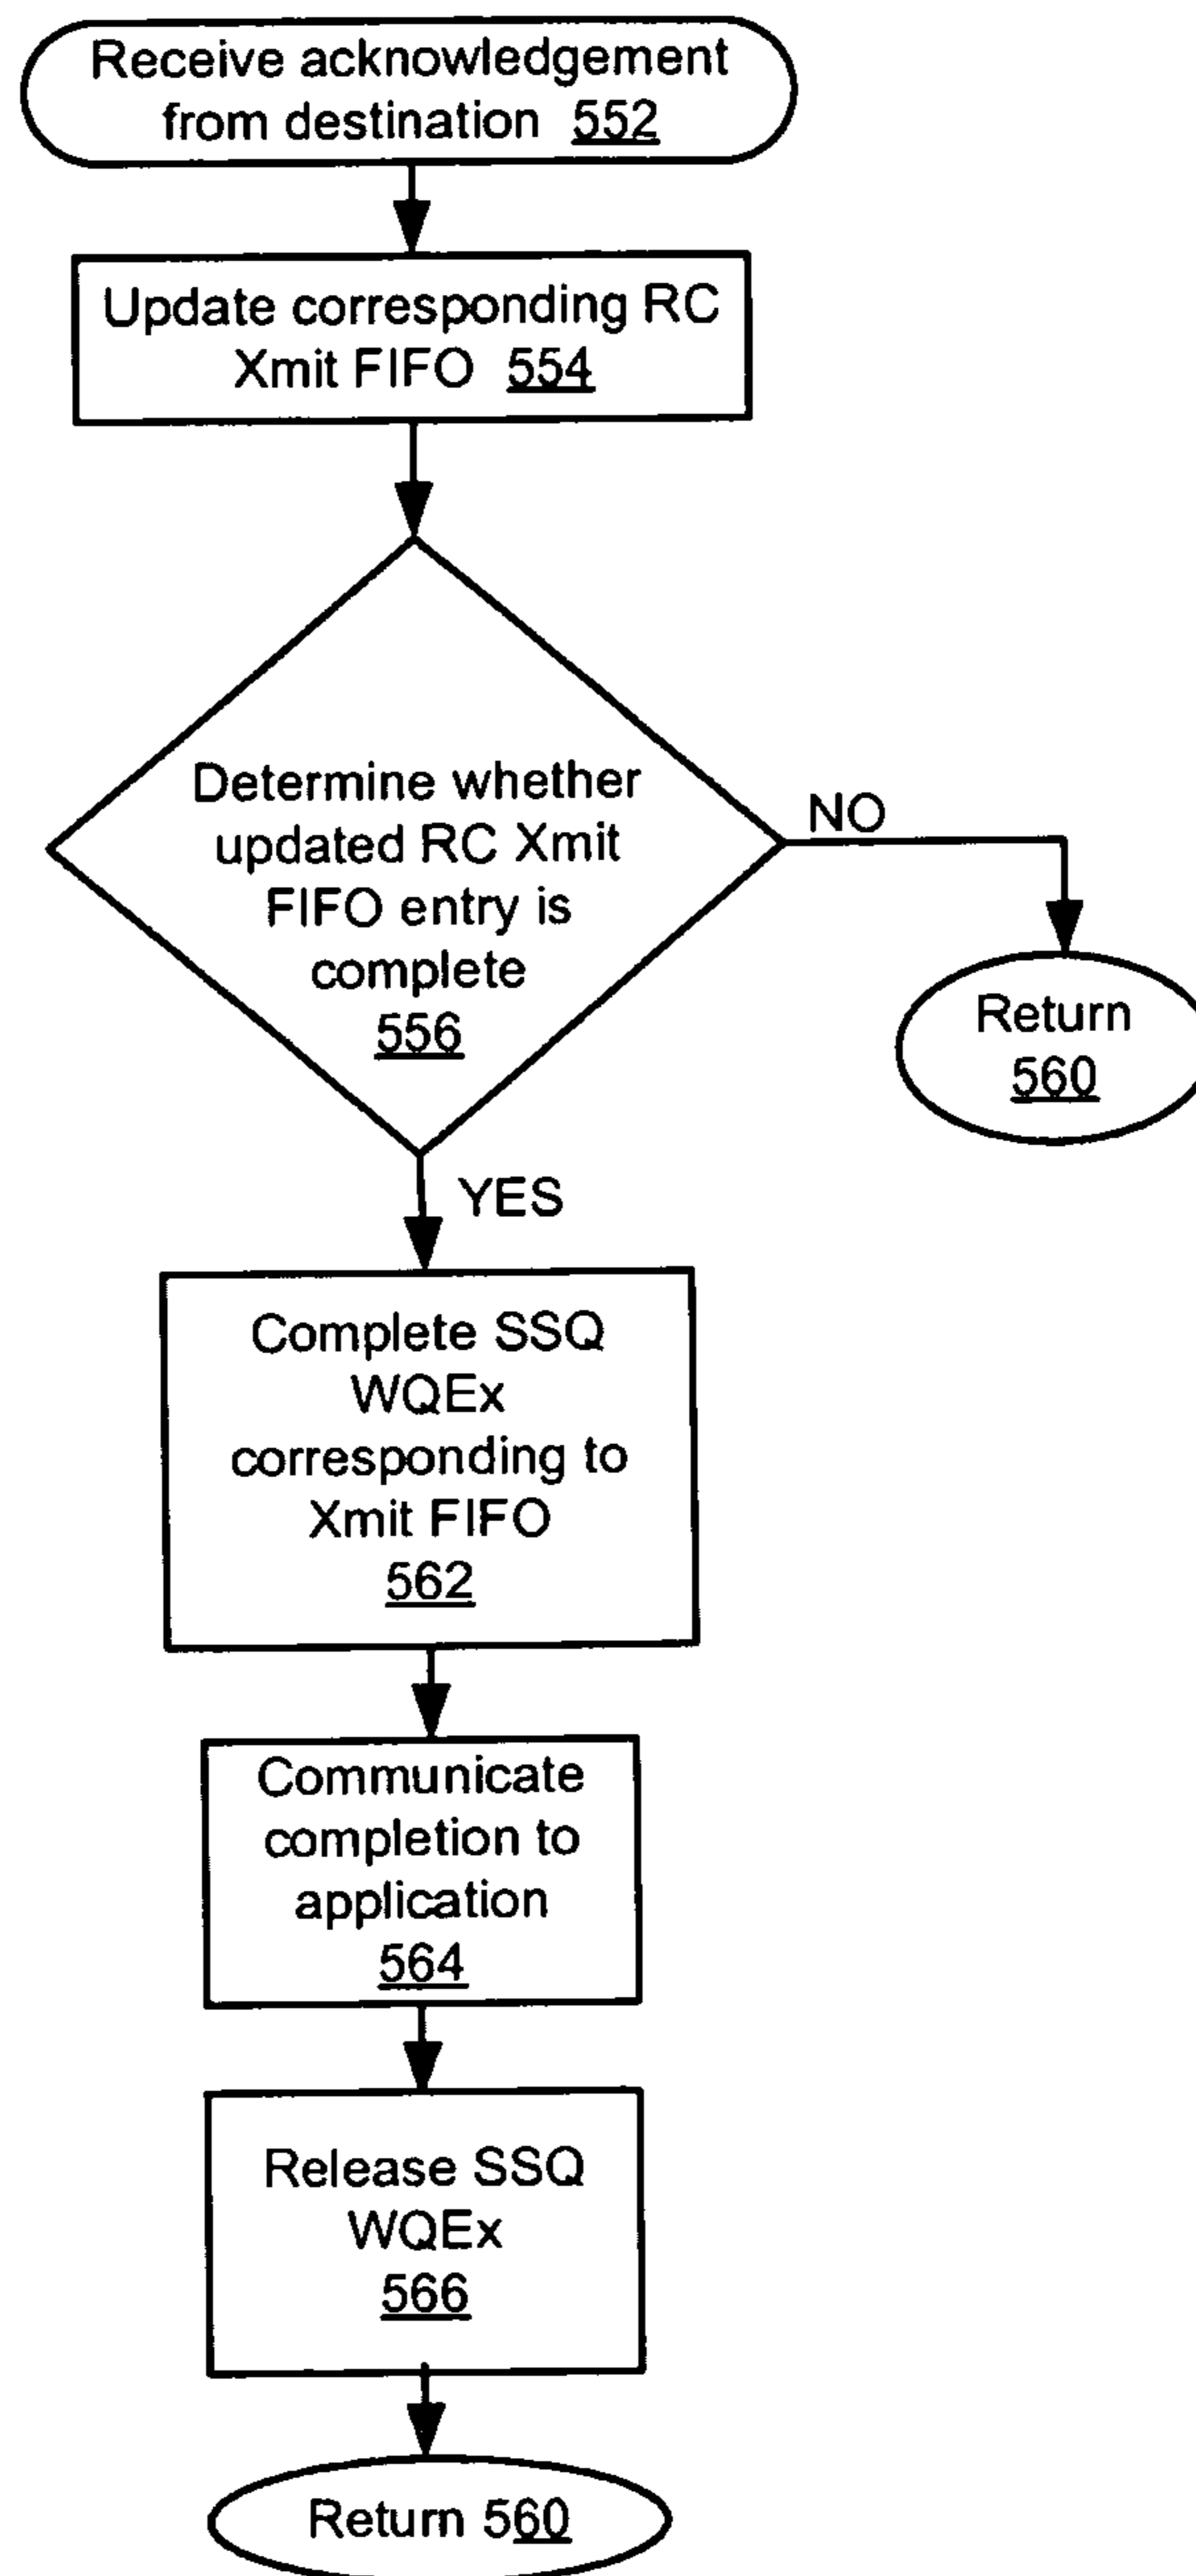 Receive acknowledgement
from destination 552
Update corresponding RC
Xmit FIFO 554
Determine whether
updated RC Xmit
FIFO entry is
complete
556
NO
Return
560
YES
Complete SSQ
WQEx
corresponding to
Xmit FIFO
562
Communicate
completion to
application
564
Release SSQ
WQEx
566
Return 560